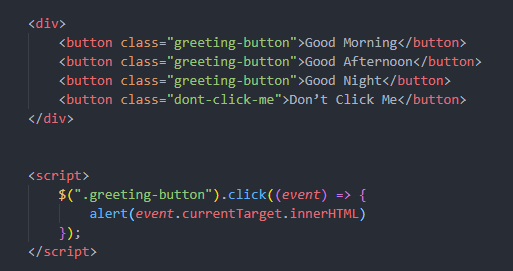 <div>
    <button class="greeting-button">Good Morning</button>
    <button class="greeting-button">Good Afternoon</button>
    <button class="greeting-button">Good Night</button>
    <button class="dont-click-me">Don’t Click Me</button>
</div>
<script>
    $(".greeting-button").click((event) => {
        alert(event.currentTarget.innerHTML)
    });
</script>